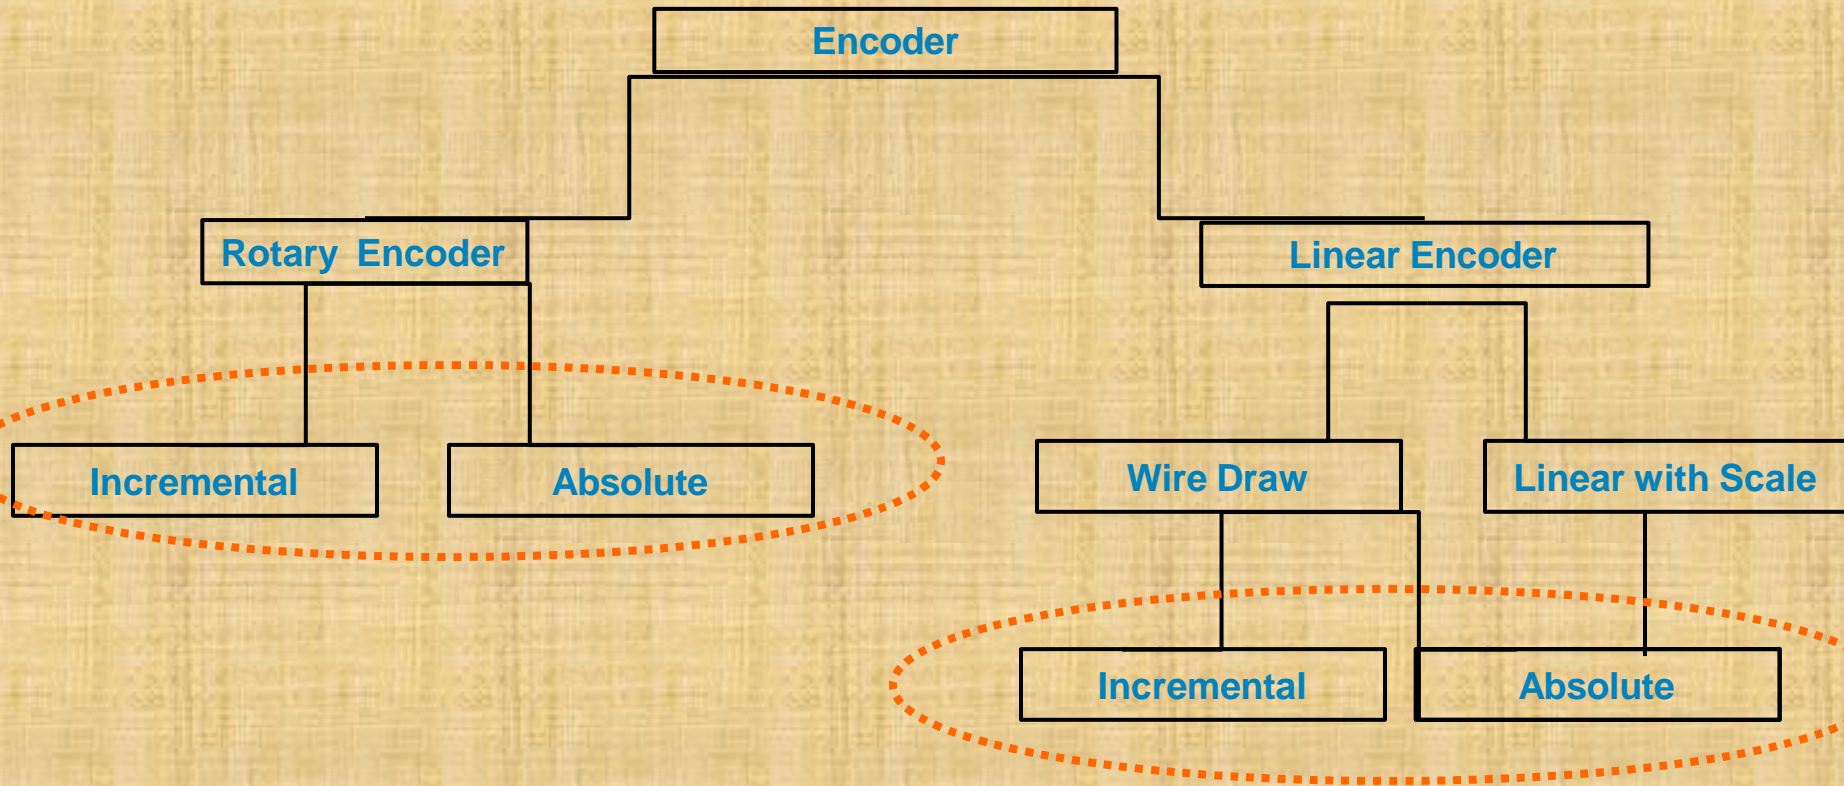 Encoder
Rotary  Encoder
Linear Encoder
Incremental
Absolute
Wire Draw
Linear with Scale
Incremental
Absolute